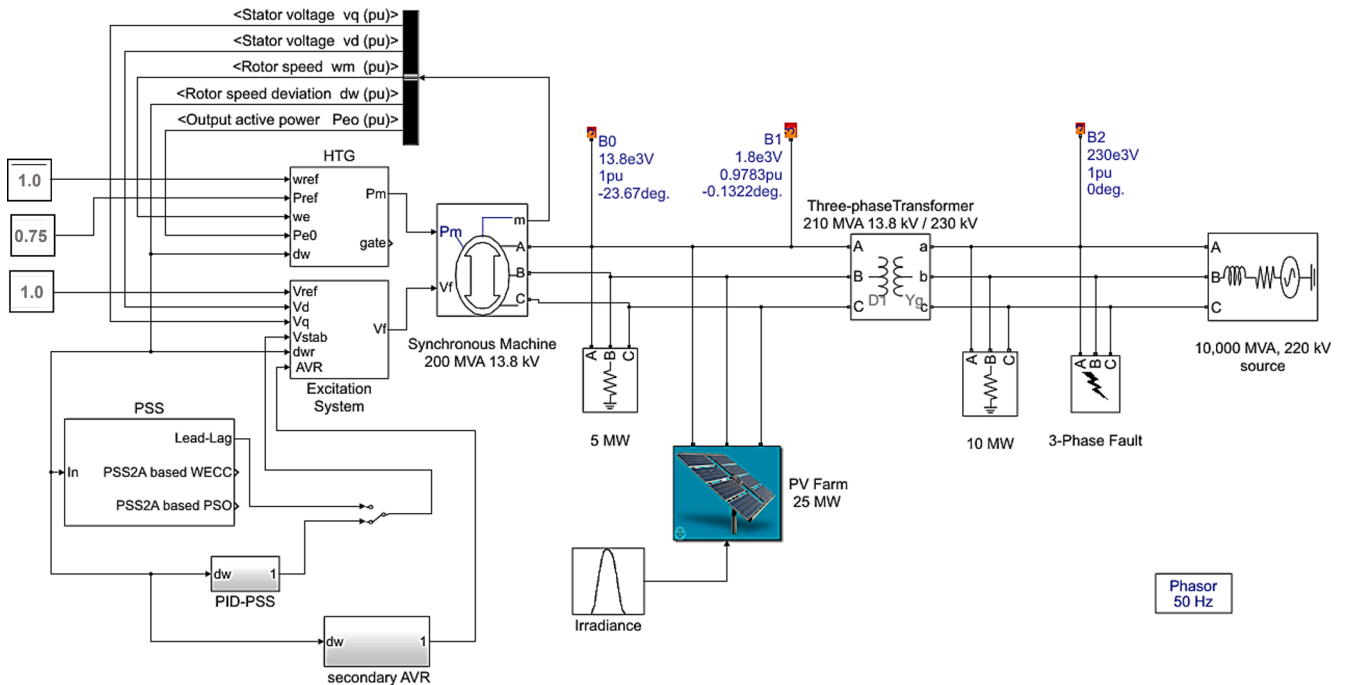 <Stator voltage vq (pu)>
<Stator voltage vd (pu)>
<Rotor speed wm (pu)>
<Rotor speed deviation dw (pu)>
<Output active power Peo (pu)>
HTG
1.0
0.75
1.0
wref
Pref
we
Pe0
dw
Pm
gate
Vref
Vd
Vq
Vstab
dwr
AVR
Vf
Excitation
System
Pm
Vf
m
A
B
C
Synchronous Machine
200 MVA 13.8 kV
B0
13.8e3V
1pu
-23.67deg.
B1
1.8e3V
0.9783pu
-0.1322deg.
B2
230e3V
1pu
0deg.
Three-phaseTransformer
210 MVA 13.8 kV / 230 kV
A
B
C
D1
Yg
a
b
c
A
B
C
10,000 MVA, 220 kV
source
A B C
5 MW
A B C
10 MW
A B C
3-Phase Fault
PV Farm
25 MW
Irradiance
Phasor
50 Hz
PSS
In
Lead-Lag
PSS2A based WECC
PSS2A based PSO
dw 1
PID-PSS
dw 1
secondary AVR